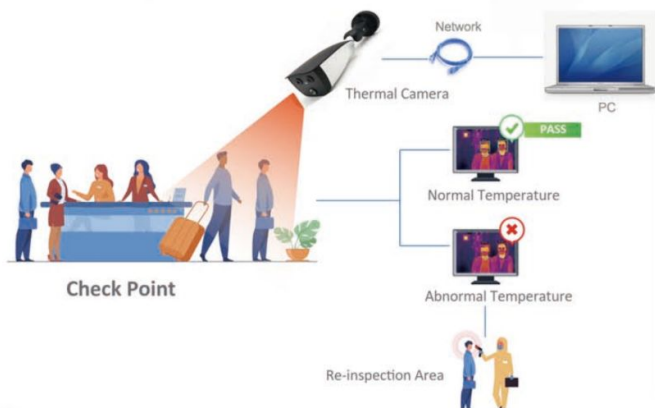 Network
Thermal Camera
PC
PASS
Normal Temperature
Check Point
Abnormal Temperature
Re-inspection Area